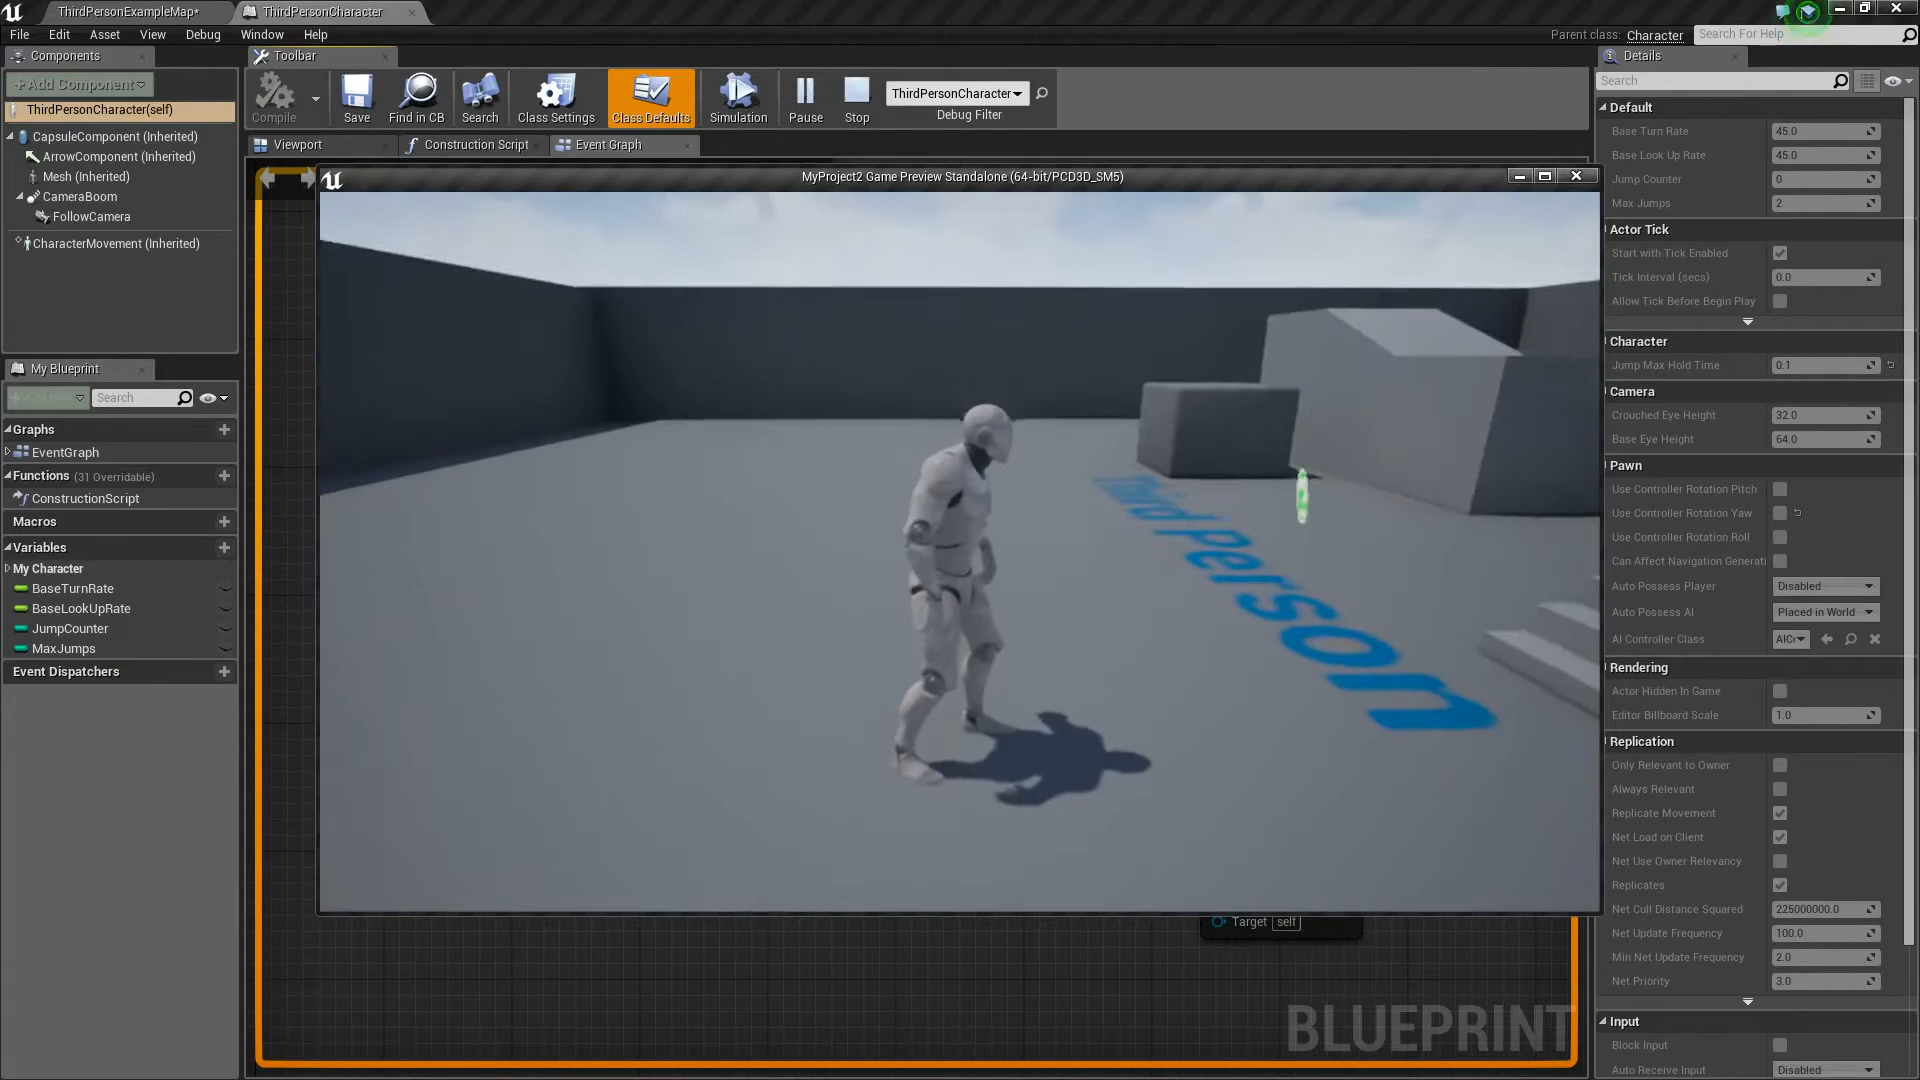 ThirdPersonExampleMap*
ThirdPersonCharacter
File Edit Asset View Debug Window Help
Parent class: Character
Search For Help
Components
Toolbar
Details
+Add Component
Search
ThirdPersonCharacter(self)
CapsuleComponent (Inherited)
ArrowComponent (Inherited)
Mesh (Inherited)
CameraBoom
FollowCamera
CharacterMovement (Inherited)
Compile
Save
Find in CB
Search
Class Settings
Class Defaults
Simulation
Pause
Stop
ThirdPersonCharacter
Debug Filter
Viewport
Construction Script
Event Graph
MyProject2 Game Preview Standalone (64-bit/PCD3D_SM5)
Third Person
Target self
BLUEPRINT
My Blueprint
Search
Graphs
EventGraph
Functions (31 Overridable)
ConstructionScript
Macros
Variables
My Character
BaseTurnRate
BaseLookUpRate
JumpCounter
MaxJumps
Event Dispatchers
Default
Base Turn Rate 45.0
Base Look Up Rate 45.0
Jump Counter 0
Max Jumps 2
Actor Tick
Start with Tick Enabled
Tick Interval (secs) 0.0
Allow Tick Before Begin Play
Character
Jump Max Hold Time 0.1
Camera
Crouched Eye Height 32.0
Base Eye Height 64.0
Pawn
Use Controller Rotation Pitch
Use Controller Rotation Yaw
Use Controller Rotation Roll
Can Affect Navigation Generati
Auto Possess Player Disabled
Auto Possess AI Placed in World
AI Controller Class AICo
Rendering
Actor Hidden In Game
Editor Billboard Scale 1.0
Replication
Only Relevant to Owner
Always Relevant
Replicate Movement
Net Load on Client
Net Use Owner Relevancy
Replicates
Net Cull Distance Squared 225000000.0
Net Update Frequency 100.0
Min Net Update Frequency 2.0
Net Priority 3.0
Input
Block Input
Auto Receive Input Disabled